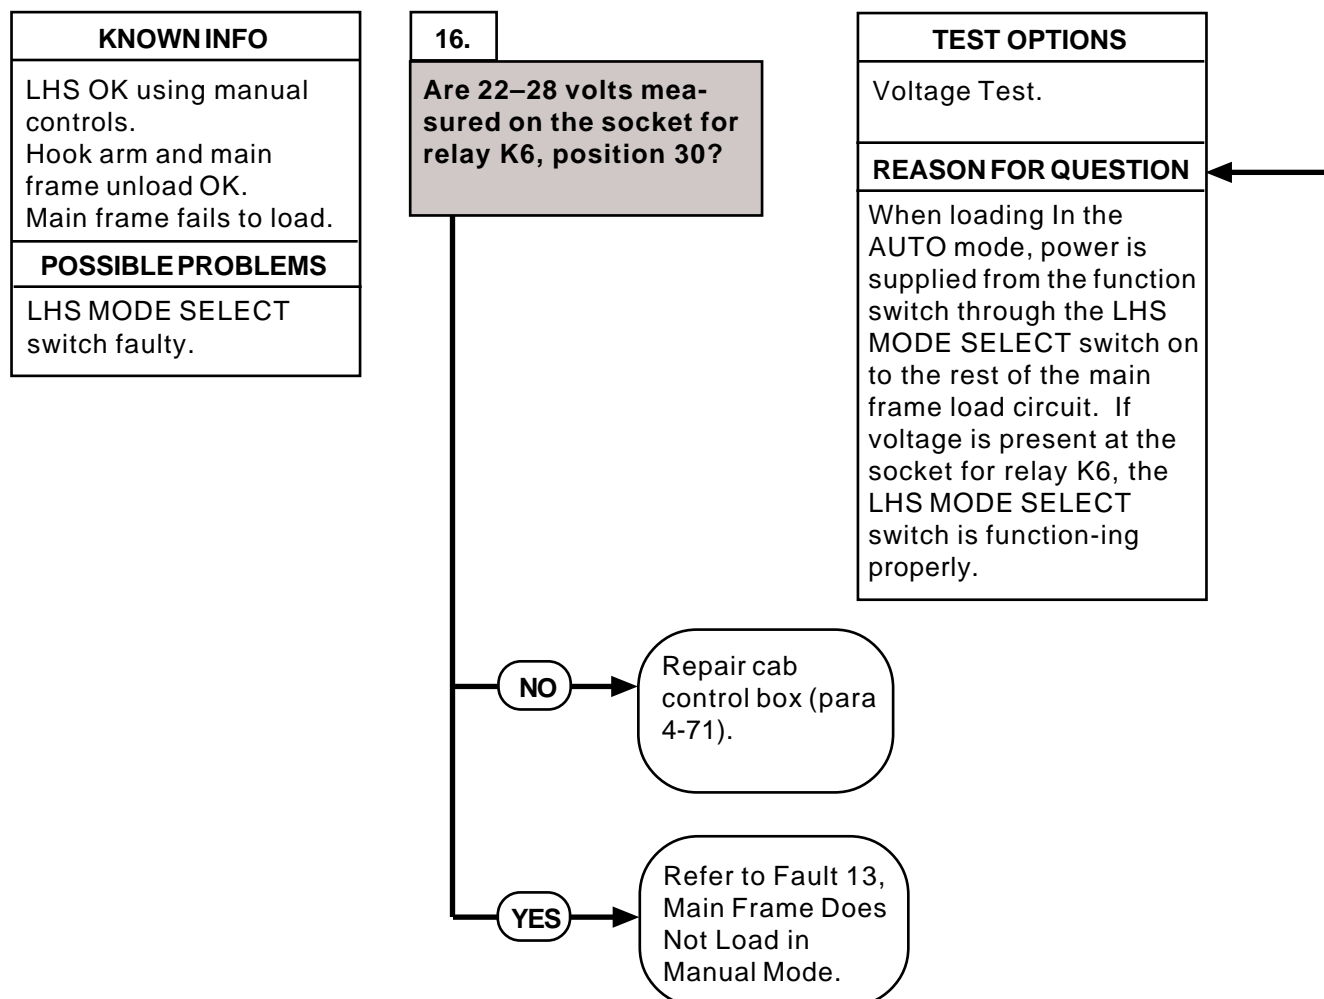 KNOWN INFO
LHS OK using manual
controls.
Hook arm and main
frame unload OK.
Main frame fails to load.
POSSIBLE PROBLEMS
LHS MODE SELECT
switch faulty.
16.
Are 22–28 volts mea-
sured on the socket for
relay K6, position 30?
TEST OPTIONS
Voltage Test.
REASON FOR QUESTION
When loading In the
AUTO mode, power is
supplied from the function
switch through the LHS
MODE SELECT switch on
to the rest of the main
frame load circuit. If
voltage is present at the
socket for relay K6, the
LHS MODE SELECT
switch is function-ing
properly.
NO
Repair cab
control box (para
4-71).
YES
Refer to Fault 13,
Main Frame Does
Not Load in
Manual Mode.